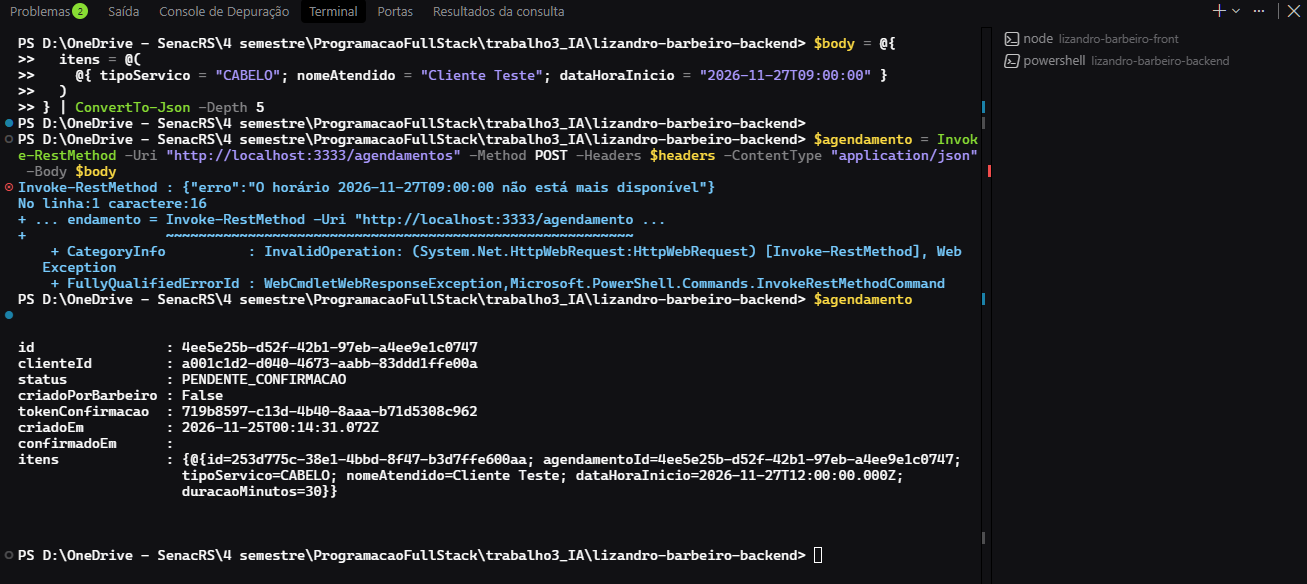 Problemas 2 Saída Console de Depuração Terminal Portas Resultados da consulta
PS D:\OneDrive - SenacRS\4 semestre\ProgramacaoFullStack\trabalho3_IA\lizandro-barbeiro-backend> $body = @{
>>   itens = @(
>>     @{ tipoServico = "CABELO"; nomeAtendido = "Cliente Teste"; dataHoraInicio = "2026-11-27T09:00:00" }
>>   )
>> } | ConvertTo-Json -Depth 5
PS D:\OneDrive - SenacRS\4 semestre\ProgramacaoFullStack\trabalho3_IA\lizandro-barbeiro-backend>
PS D:\OneDrive - SenacRS\4 semestre\ProgramacaoFullStack\trabalho3_IA\lizandro-barbeiro-backend> $agendamento = Invok
e-RestMethod -Uri "http://localhost:3333/agendamentos" -Method POST -Headers $headers -ContentType "application/json"
 -Body $body
Invoke-RestMethod : {"erro":"O horário 2026-11-27T09:00:00 não está mais disponível"}
No linha:1 caractere:16
+ ... endamento = Invoke-RestMethod -Uri "http://localhost:3333/agendamento ...
+                 ~~~~~~~~~~~~~~~~~~~~~~~~~~~~~~~~~~~~~~~~~~~~~~~~~~~~~~~~~
    + CategoryInfo          : InvalidOperation: (System.Net.HttpWebRequest:HttpWebRequest) [Invoke-RestMethod], Web
   Exception
    + FullyQualifiedErrorId : WebCmdletWebResponseException,Microsoft.PowerShell.Commands.InvokeRestMethodCommand
PS D:\OneDrive - SenacRS\4 semestre\ProgramacaoFullStack\trabalho3_IA\lizandro-barbeiro-backend> $agendamento
id                : 4ee5e25b-d52f-42b1-97eb-a4ee9e1c0747
clienteId         : a001c1d2-d040-4673-aabb-83ddd1ffe00a
status            : PENDENTE_CONFIRMACAO
criadoPorBarbeiro : False
tokenConfirmacao  : 719b8597-c13d-4b40-8aaa-b71d5308c962
criadoEm          : 2026-11-25T00:14:31.072Z
confirmadoEm      :
itens             : {@{id=253d775c-38e1-4bbd-8f47-b3d7ffe600aa; agendamentoId=4ee5e25b-d52f-42b1-97eb-a4ee9e1c0747;
                    tipoServico=CABELO; nomeAtendido=Cliente Teste; dataHoraInicio=2026-11-27T12:00:00.000Z;
                    duracaoMinutos=30}}
PS D:\OneDrive - SenacRS\4 semestre\ProgramacaoFullStack\trabalho3_IA\lizandro-barbeiro-backend>
node lizandro-barbeiro-front
powershell lizandro-barbeiro-backend